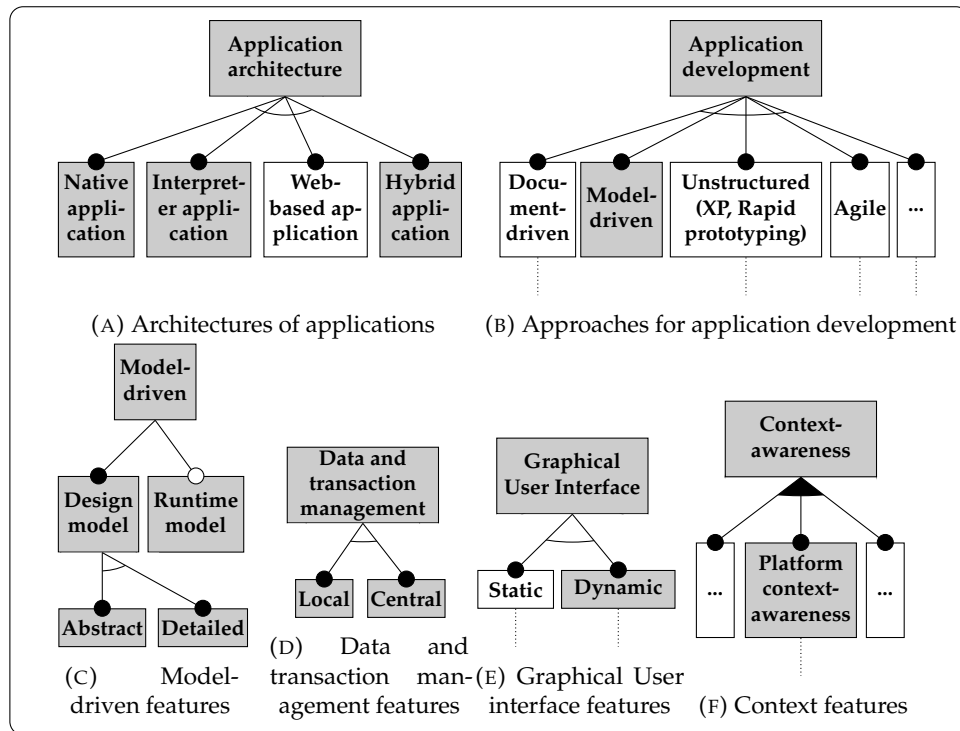 Application
architecture
Native
appli-
cation
Interpret-
er appli-
cation
Web-
based ap-
plication
Hybrid
appli-
cation
(A) Architectures of applications
Application
development
Docu-
ment-
driven
Model-
driven
Unstructured
(XP, Rapid
prototyping)
Agile
...
(B) Approaches for application development
Model-
driven
Design
model
Runtime
model
Abstract
Detailed
(C) Model-
driven features
Data and
transaction
management
Local
Central
(D) Data and
transaction man-
agement features
Graphical
User Interface
Static
Dynamic
(E) Graphical User
interface features
Context-
awareness
...
Platform
context-
awareness
...
(F) Context features